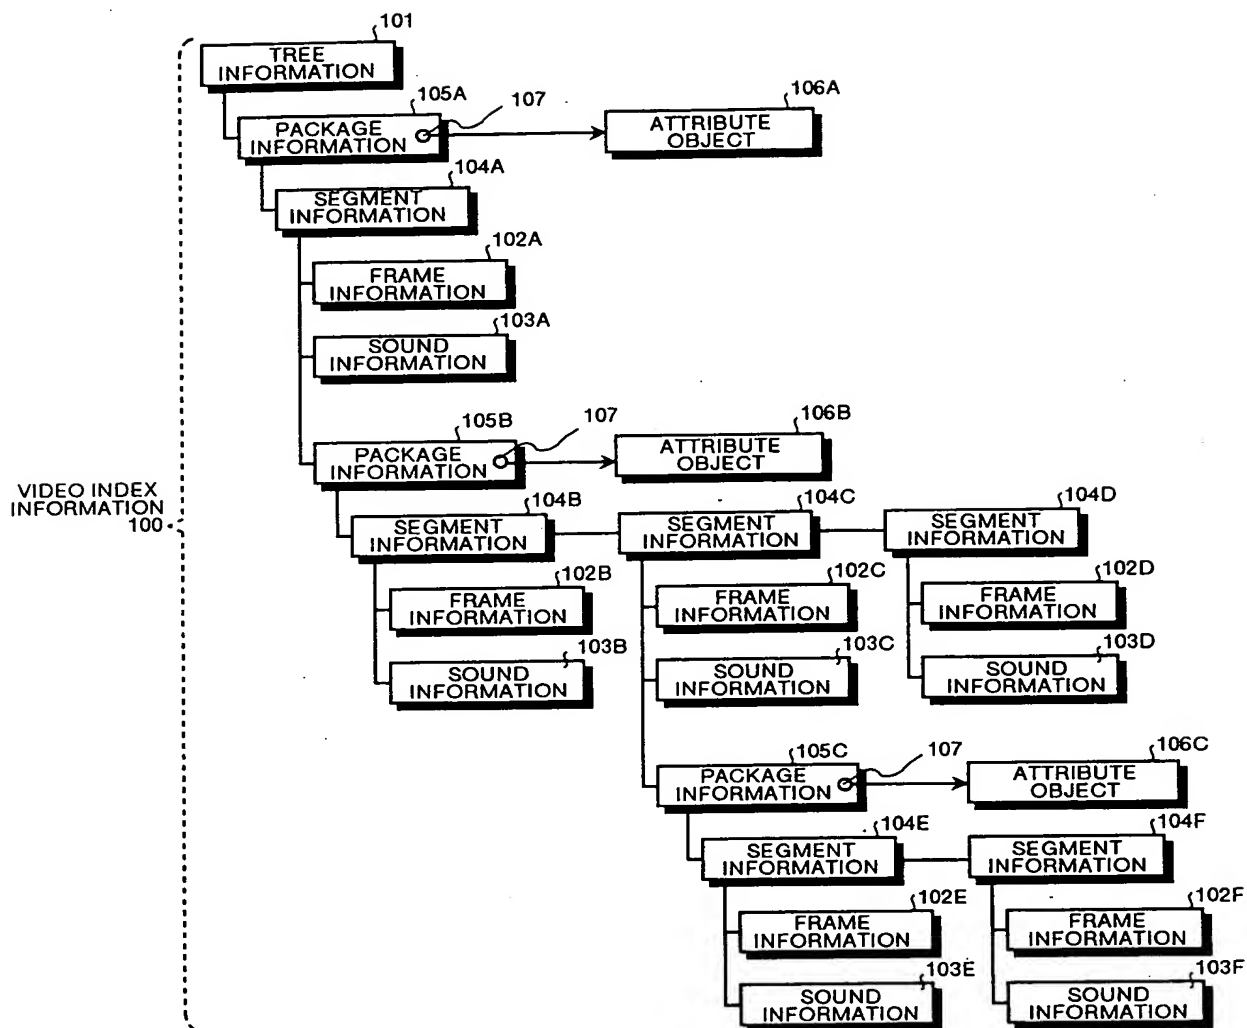 101
TREE
INFORMATION
105A
107
106A
PACKAGE
INFORMATION
ATTRIBUTE
OBJECT
104A
SEGMENT
INFORMATION
102A
FRAME
INFORMATION
103A
SOUND
INFORMATION
105B
107
106B
PACKAGE
INFORMATION
ATTRIBUTE
OBJECT
VIDEO INDEX
INFORMATION
100
104B
104C
104D
SEGMENT
INFORMATION
SEGMENT
INFORMATION
SEGMENT
INFORMATION
102B
102C
102D
FRAME
INFORMATION
FRAME
INFORMATION
FRAME
INFORMATION
103B
103C
103D
SOUND
INFORMATION
SOUND
INFORMATION
SOUND
INFORMATION
105C
107
106C
PACKAGE
INFORMATION
ATTRIBUTE
OBJECT
104E
104F
SEGMENT
INFORMATION
SEGMENT
INFORMATION
102E
102F
FRAME
INFORMATION
FRAME
INFORMATION
103E
103F
SOUND
INFORMATION
SOUND
INFORMATION